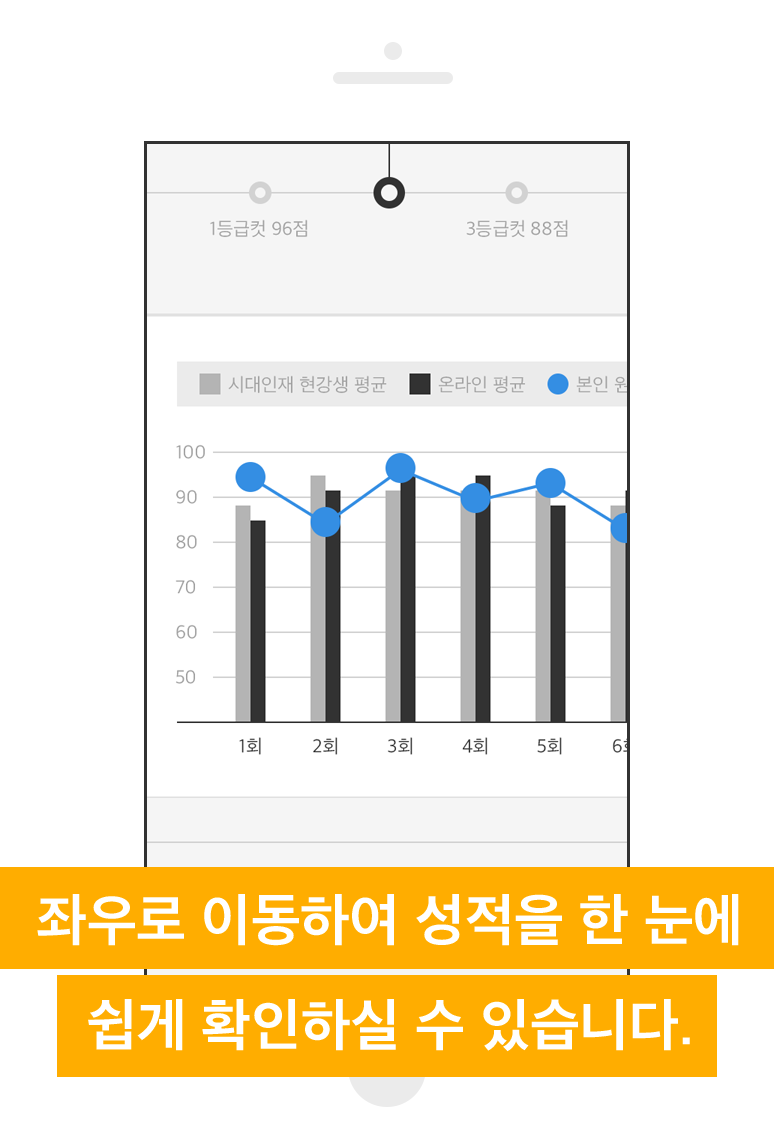 1등급컷 96점 3등급컷 88점
시대인재 현강생 평균 온라인 평균 본인 원
100
90
80
70
60
50
1회 2회 3회 4회 5회 6
좌우로 이동하여 성적을 한 눈에
쉽게 확인하실 수 있습니다.